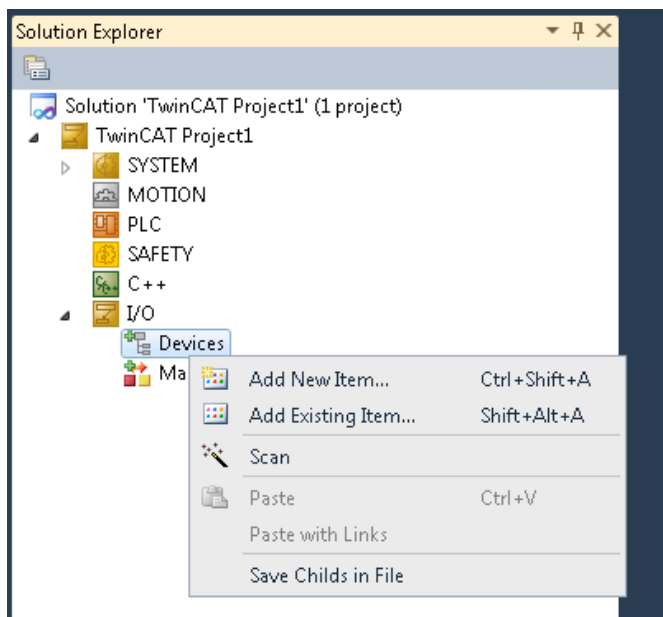 Solution Explorer
Solution 'TwinCAT Project1' (1 project)
TwinCAT Project1
SYSTEM
MOTION
PLC
SAFETY
C++
I/O
Devices
Ma
Add New Item... Ctrl+Shift+A
Add Existing Item... Shift+Alt+A
Scan
Paste Ctrl+V
Paste with Links
Save Childs in File